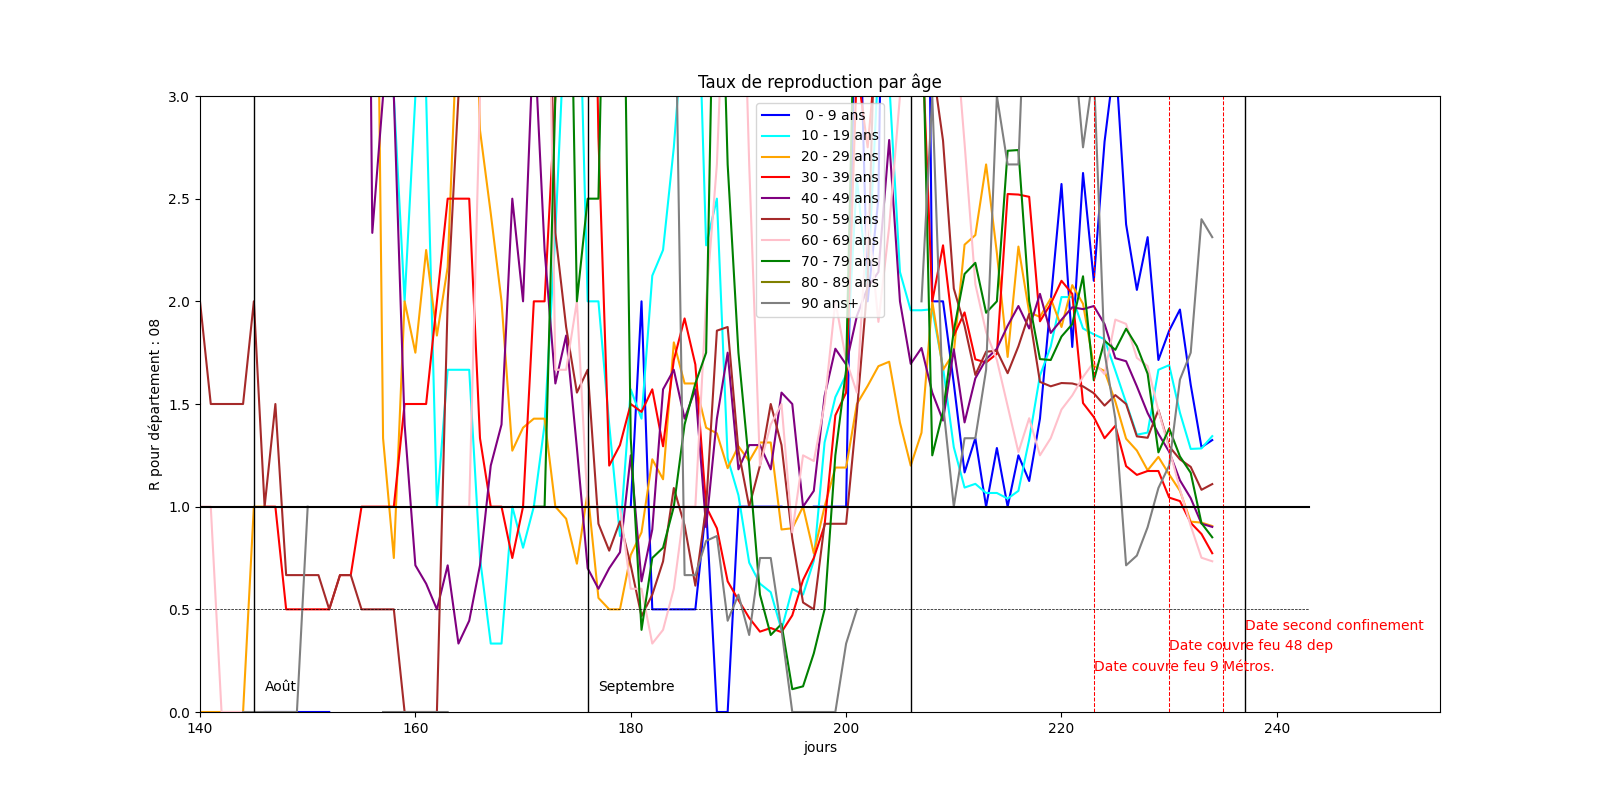 Taux de reproduction par âge
3.0
2.5
2.0
1.5
1.0
0.5
0.0
R pour département : 08
0 - 9 ans
10 - 19 ans
20 - 29 ans
30 - 39 ans
40 - 49 ans
50 - 59 ans
60 - 69 ans
70 - 79 ans
80 - 89 ans
90 ans+
Date second confinement
Date couvre feu 48 dep
Date couvre feu 9 Métros.
Août
Septembre
140
160
180
200
220
240
jours